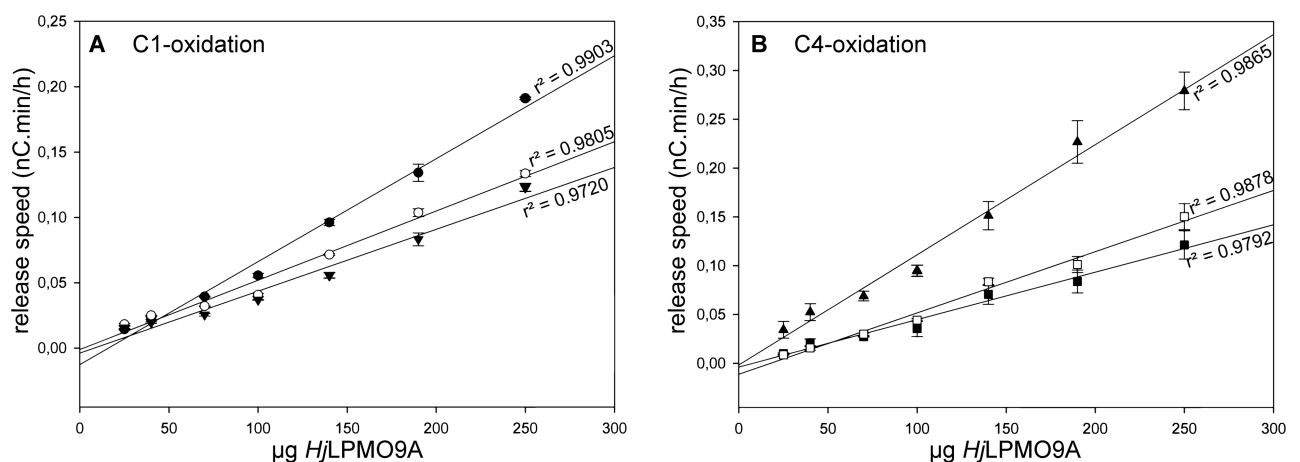 A C1-oxidation
release speed (nC.min/h)
0,25
0,20
0,15
0,10
0,05
0,00
r² = 0.9903
r² = 0.9805
r² = 0.9720
0 50 100 150 200 250 300
µg HjLPMO9A
B C4-oxidation
release speed (nC.min/h)
0,35
0,30
0,25
0,20
0,15
0,10
0,05
0,00
r² = 0.9865
r² = 0.9878
r² = 0.9792
0 50 100 150 200 250 300
µg HjLPMO9A